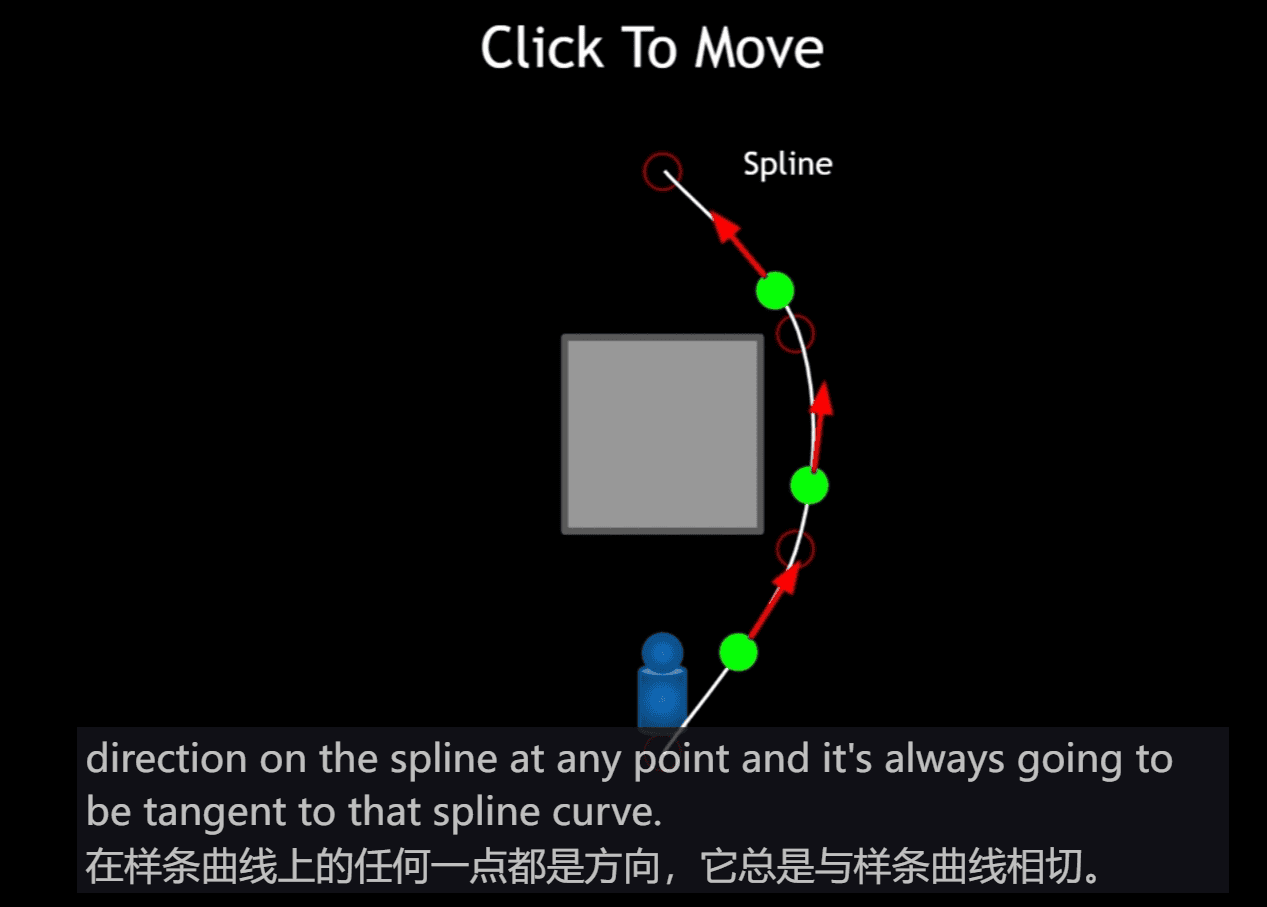 Click To Move
Spline
direction on the spline at any point and it's always going to
be tangent to that spline curve.
在样条曲线上的任何一点都是方向，它总是与样条曲线相切。